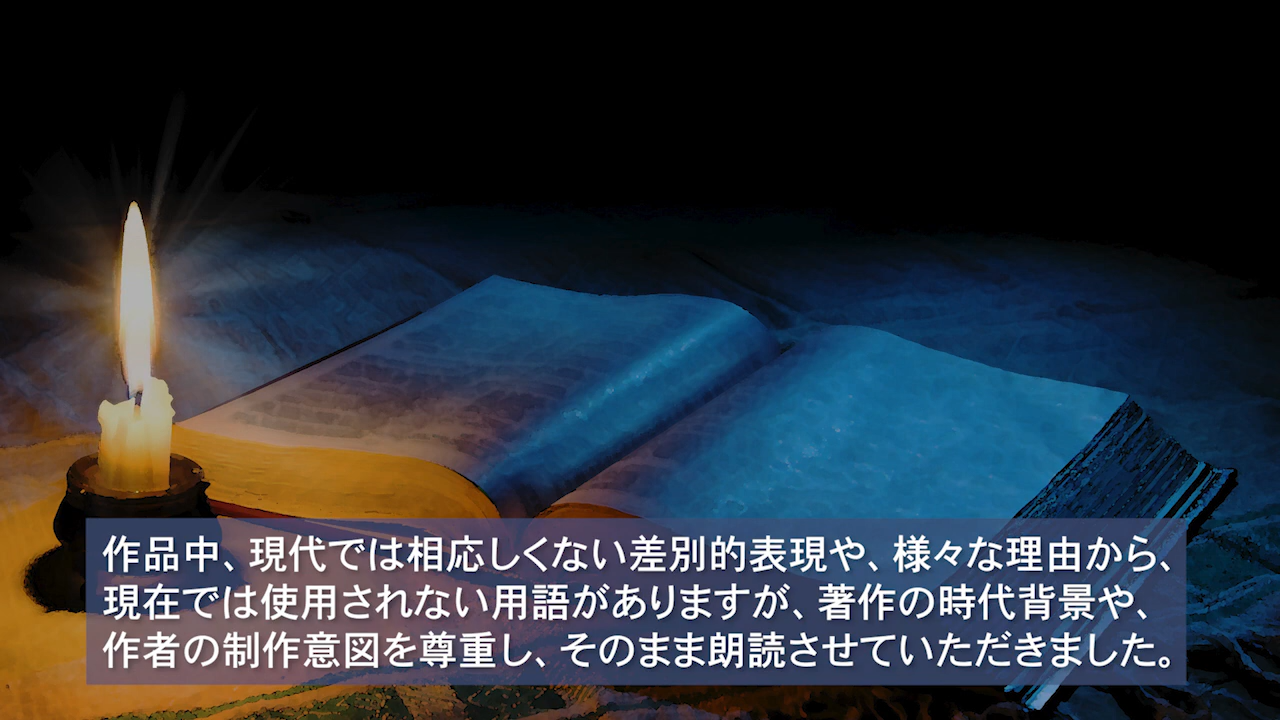 作品中、現代では相応しくない差別的表現や、様々な理由から、
現在では使用されない用語がありますが、著作の時代背景や、
作者の制作意図を尊重し、そのまま朗読させていただきました。